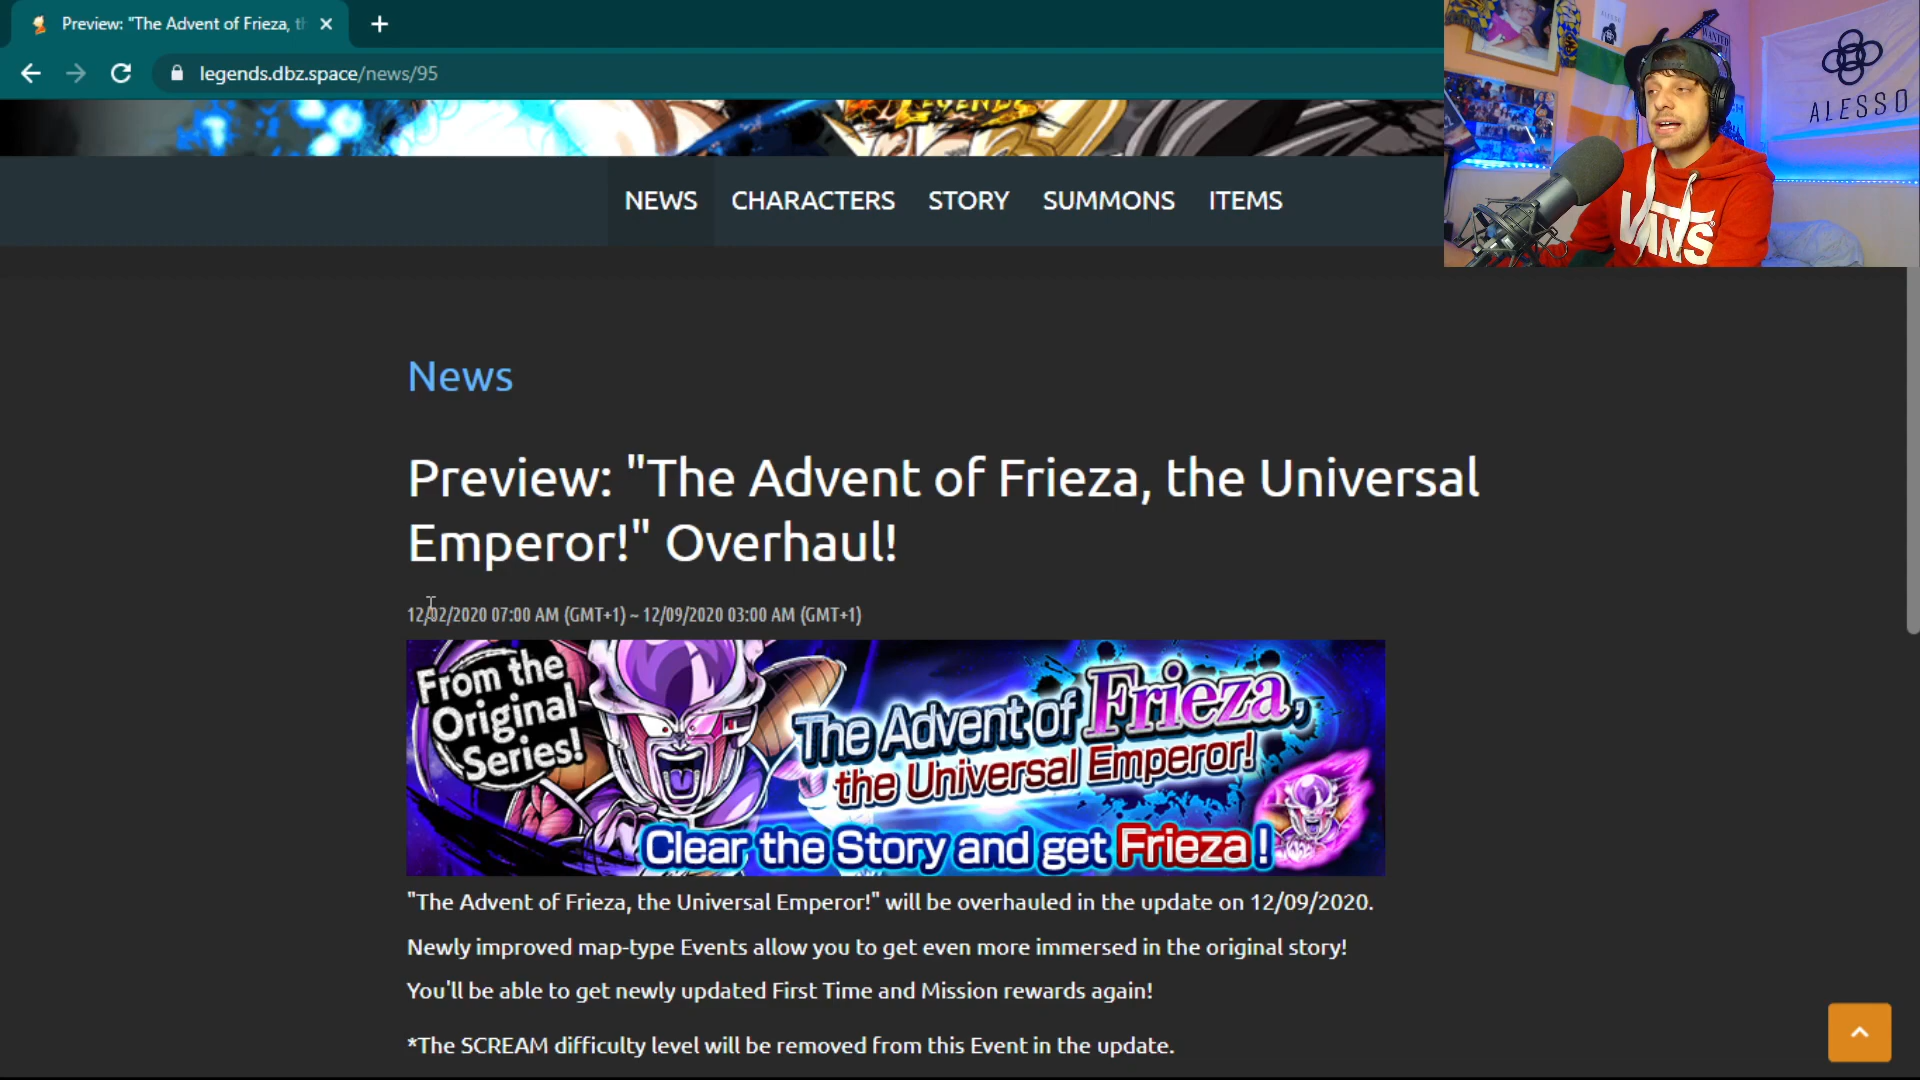 Preview: "The Advent of Frieza, th
legends.dbz.space/news/95
LEGENDS
NEWS CHARACTERS STORY SUMMONS ITEMS
WANTED
ALESSO
VANS
News
Preview: "The Advent of Frieza, the Universal
Emperor!" Overhaul!
12/02/2020 07:00 AM (GMT+1) ~ 12/09/2020 03:00 AM (GMT+1)
From the
Original
Series!
The Advent of Frieza,
the Universal Emperor!
Clear the Story and get Frieza!
"The Advent of Frieza, the Universal Emperor!" will be overhauled in the update on 12/09/2020.
Newly improved map-type Events allow you to get even more immersed in the original story!
You'll be able to get newly updated First Time and Mission rewards again!
*The SCREAM difficulty level will be removed from this Event in the update.